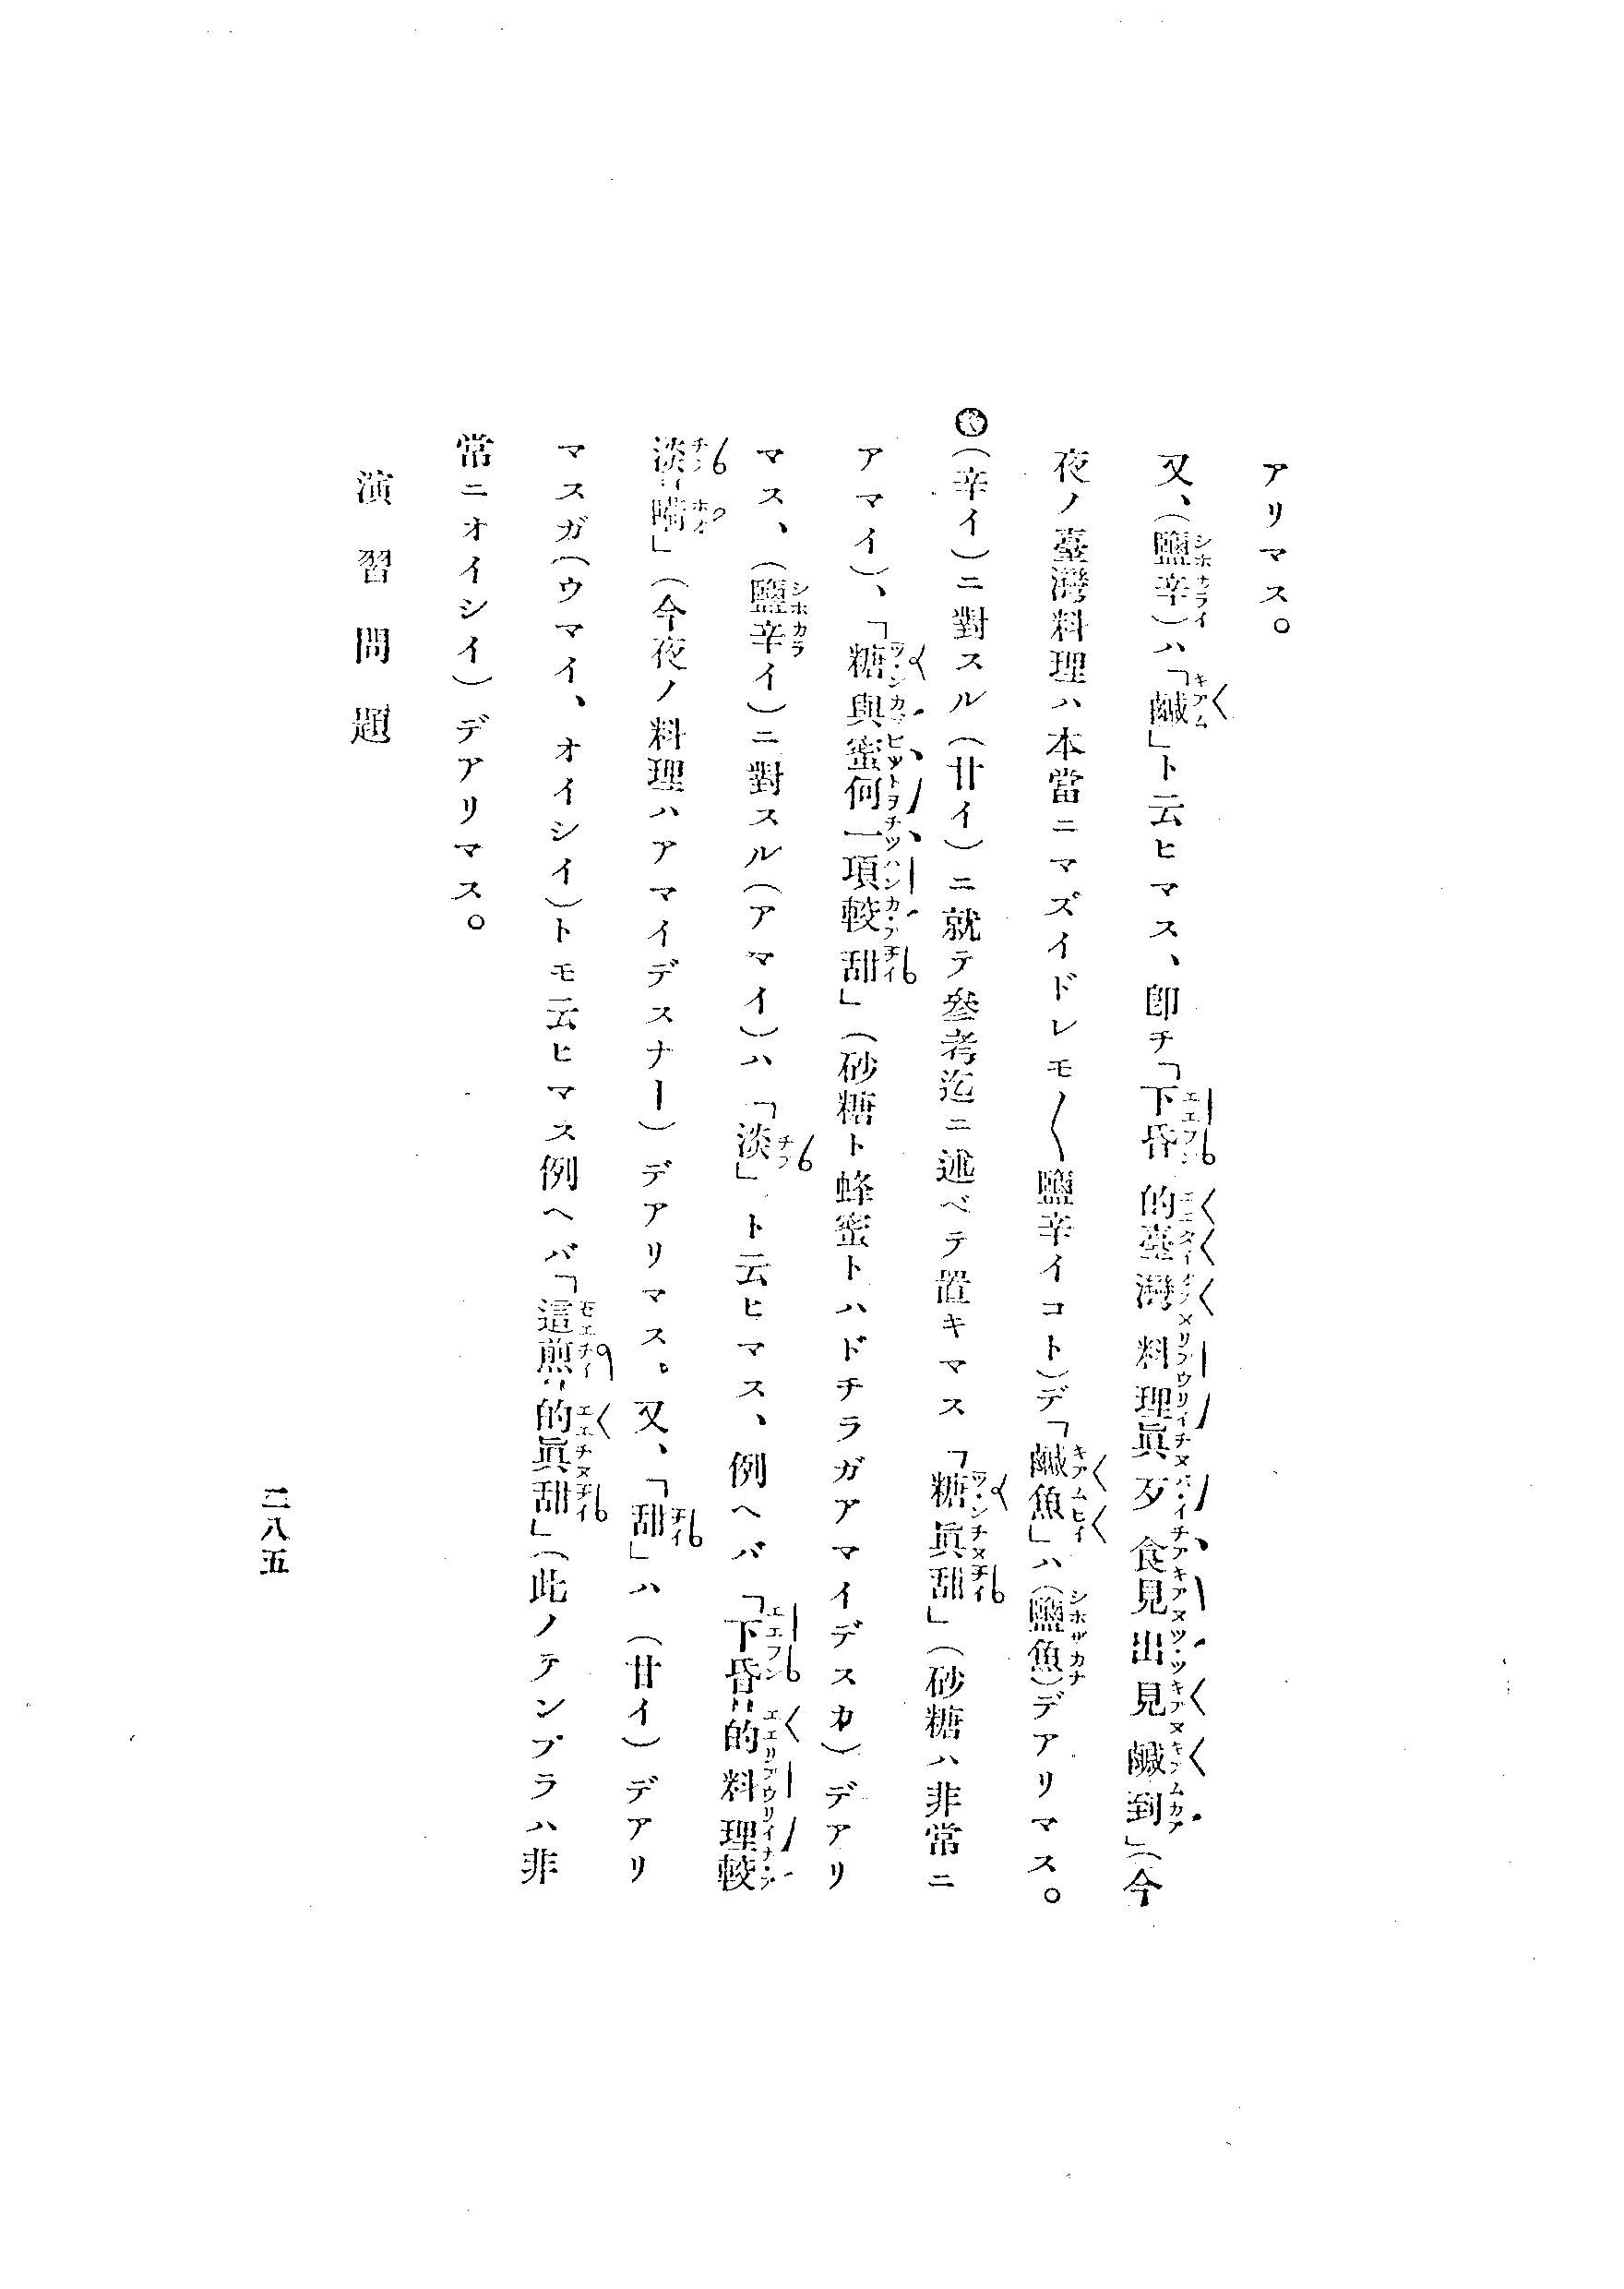 アリマス。
又、（鹽辛）ハ「鹹」ト云ヒマス、卽チ「下昏的臺灣料理眞歹食見出見鹹到」（今
夜ノ臺灣料理ハ本當ニマズイドレモ〱鹽辛イコト）デ「鹹魚」ハ（鹽魚）デアリマス。
（辛イ）ニ對スル（甘イ）ニ就テ參考迄ニ述ベテ置キマス「糖眞甜」（砂糖ハ非常ニ
アマイ）、「糖與蜜何一項較甜」（砂糖ト蜂蜜トハドチラガアマイデスカ）デアリ
マス、（鹽辛イ）ニ對スル（アマイ）ハ「淡」ト云ヒマス、例ヘバ「下昏〻的料理較
淡〻」（今夜ノ料理ハアマイデスナー）デアリマス。又、「甜」ハ（甘イ）デアリ
マスガ（ウマイ、オイシイ）トモ云ヒマス例ヘバ「這煎〻的眞甜」（此ノテンプラハ非
常ニオイシイ）デアリマス。
演習問題
二八五